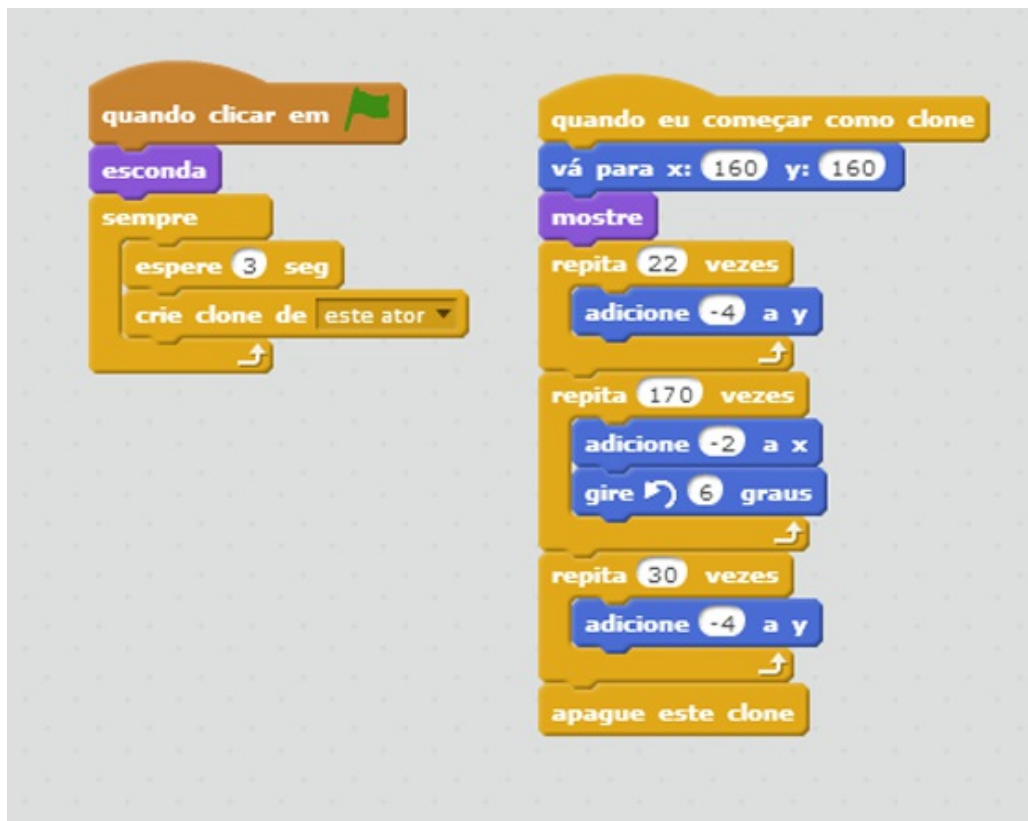 quando clicar em
esconda
sempre
espere 3 seg
crie clone de este ator
quando eu começar como clone
vá para x: 160 y: 160
mostre
repita 22 vezes
adicione -4 a y
repita 170 vezes
adicione -2 a x
gire 6 graus
repita 30 vezes
adicione -4 a y
apague este clone